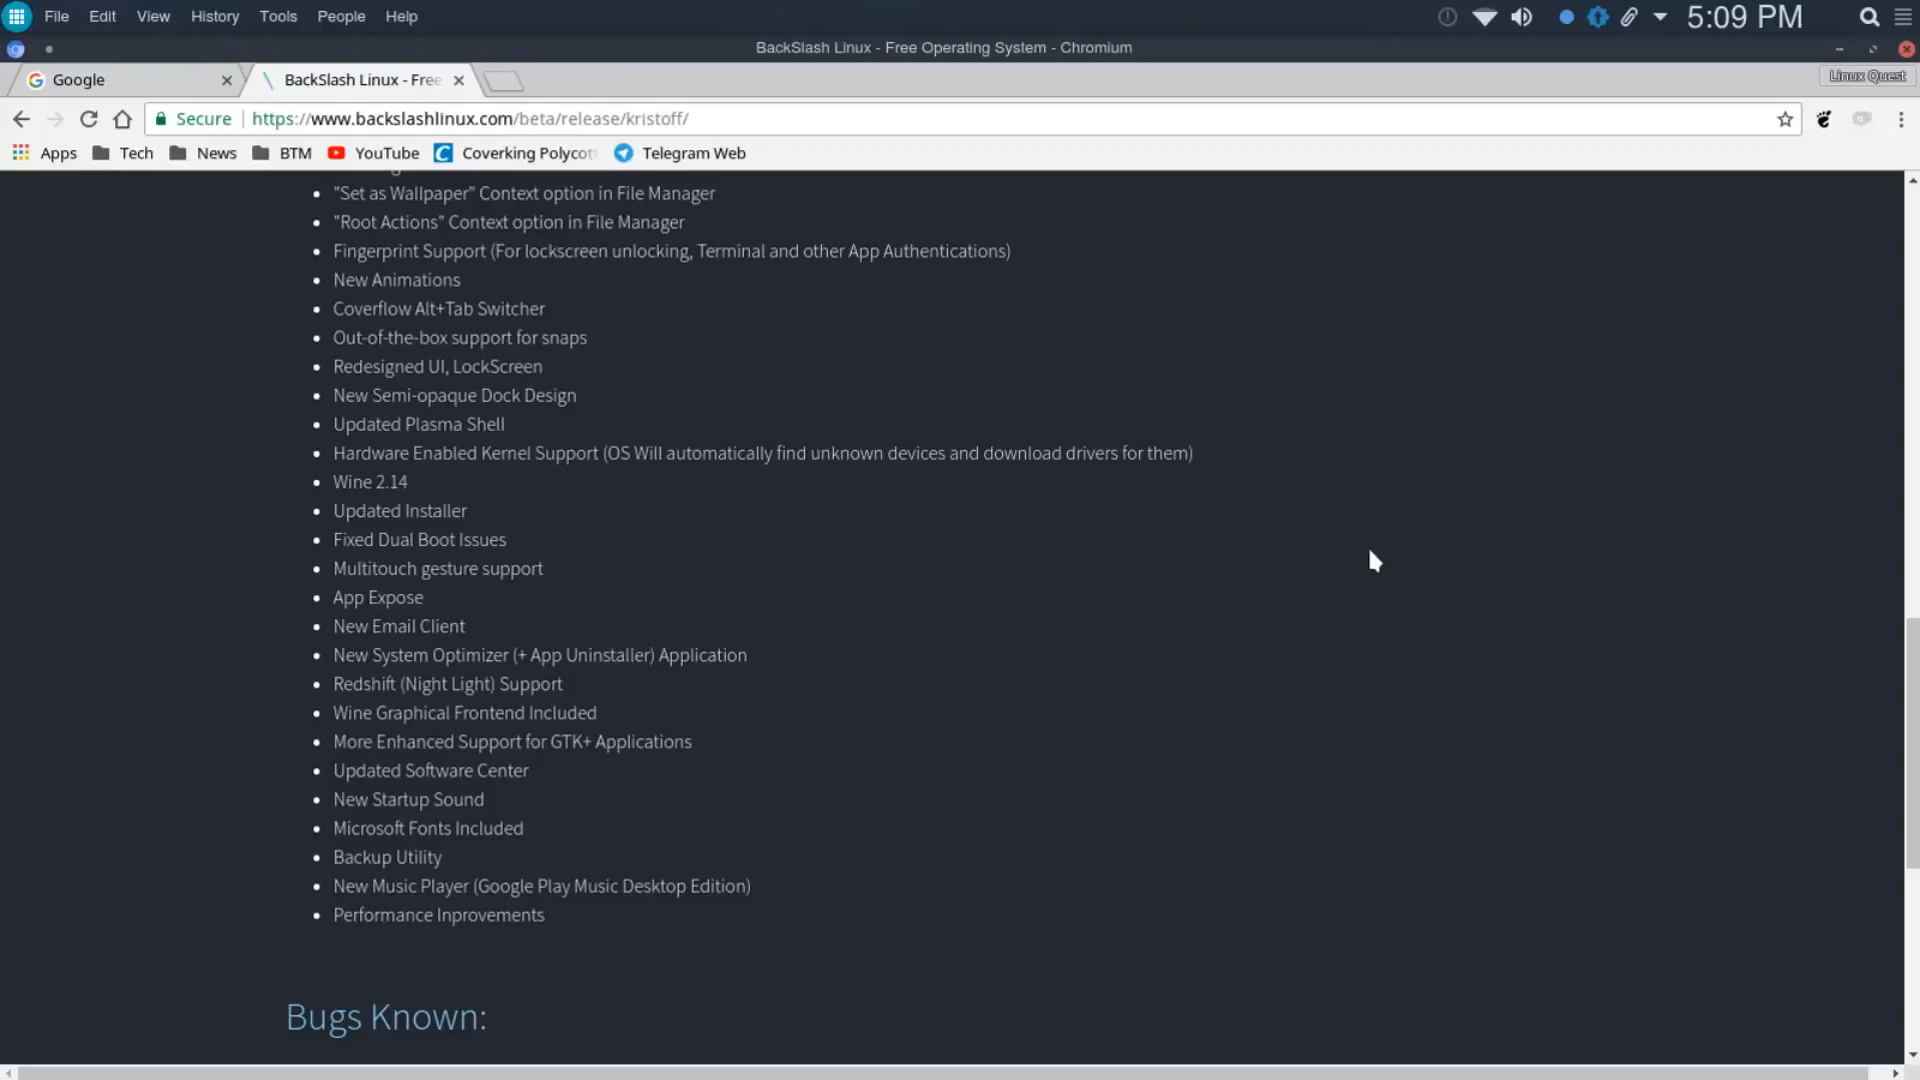 File Edit View History Tools People Help
5:09 PM
BackSlash Linux - Free Operating System - Chromium
Google
BackSlash Linux - Free
Linux Quest
Secure https://www.backslashlinux.com/beta/release/kristoff/
Apps Tech News BTM YouTube Coverking Polycot Telegram Web
"Set as Wallpaper" Context option in File Manager
"Root Actions" Context option in File Manager
Fingerprint Support (For lockscreen unlocking, Terminal and other App Authentications)
New Animations
Coverflow Alt+Tab Switcher
Out-of-the-box support for snaps
Redesigned UI, LockScreen
New Semi-opaque Dock Design
Updated Plasma Shell
Hardware Enabled Kernel Support (OS Will automatically find unknown devices and download drivers for them)
Wine 2.14
Updated Installer
Fixed Dual Boot Issues
Multitouch gesture support
App Expose
New Email Client
New System Optimizer (+ App Uninstaller) Application
Redshift (Night Light) Support
Wine Graphical Frontend Included
More Enhanced Support for GTK+ Applications
Updated Software Center
New Startup Sound
Microsoft Fonts Included
Backup Utility
New Music Player (Google Play Music Desktop Edition)
Performance Inprovements
Bugs Known: